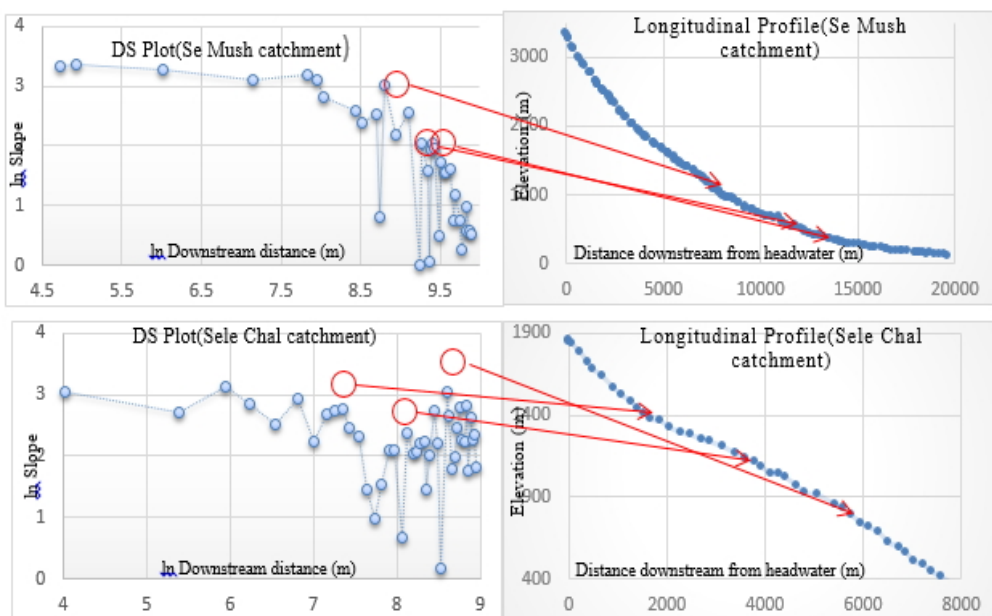 DS Plot(Se Mush catchment)
4
3
2
1
0
ln Slope
ln Downstream distance (m)
4.5
5.5
6.5
7.5
8.5
9.5
Longitudinal Profile(Se Mush
catchment)
3000
2000
1000
0
Elevation (m)
Distance downstream from headwater (m)
0
5000
10000
15000
20000
DS Plot(Sele Chal catchment)
4
3
2
1
0
ln Slope
ln Downstream distance (m)
4
5
6
7
8
9
Longitudinal Profile(Sele Chal
catchment)
1900
1400
900
400
Elevation (m)
Distance downstream from headwater (m)
0
2000
4000
6000
8000